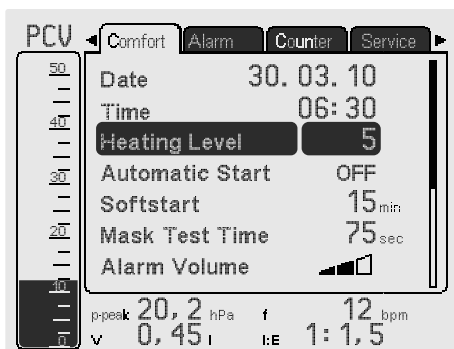 PCV
Comfort Alarm Counter Service
50
40
30
20
10
0
Date 30. 03. 10
Time 06:30
Heating Level 5
Automatic Start OFF
Softstart 15 min
Mask Test Time 75 sec
Alarm Volume
p-peak 20,2 hPa f 12 bpm
V 0,45 l I:E 1:1,5